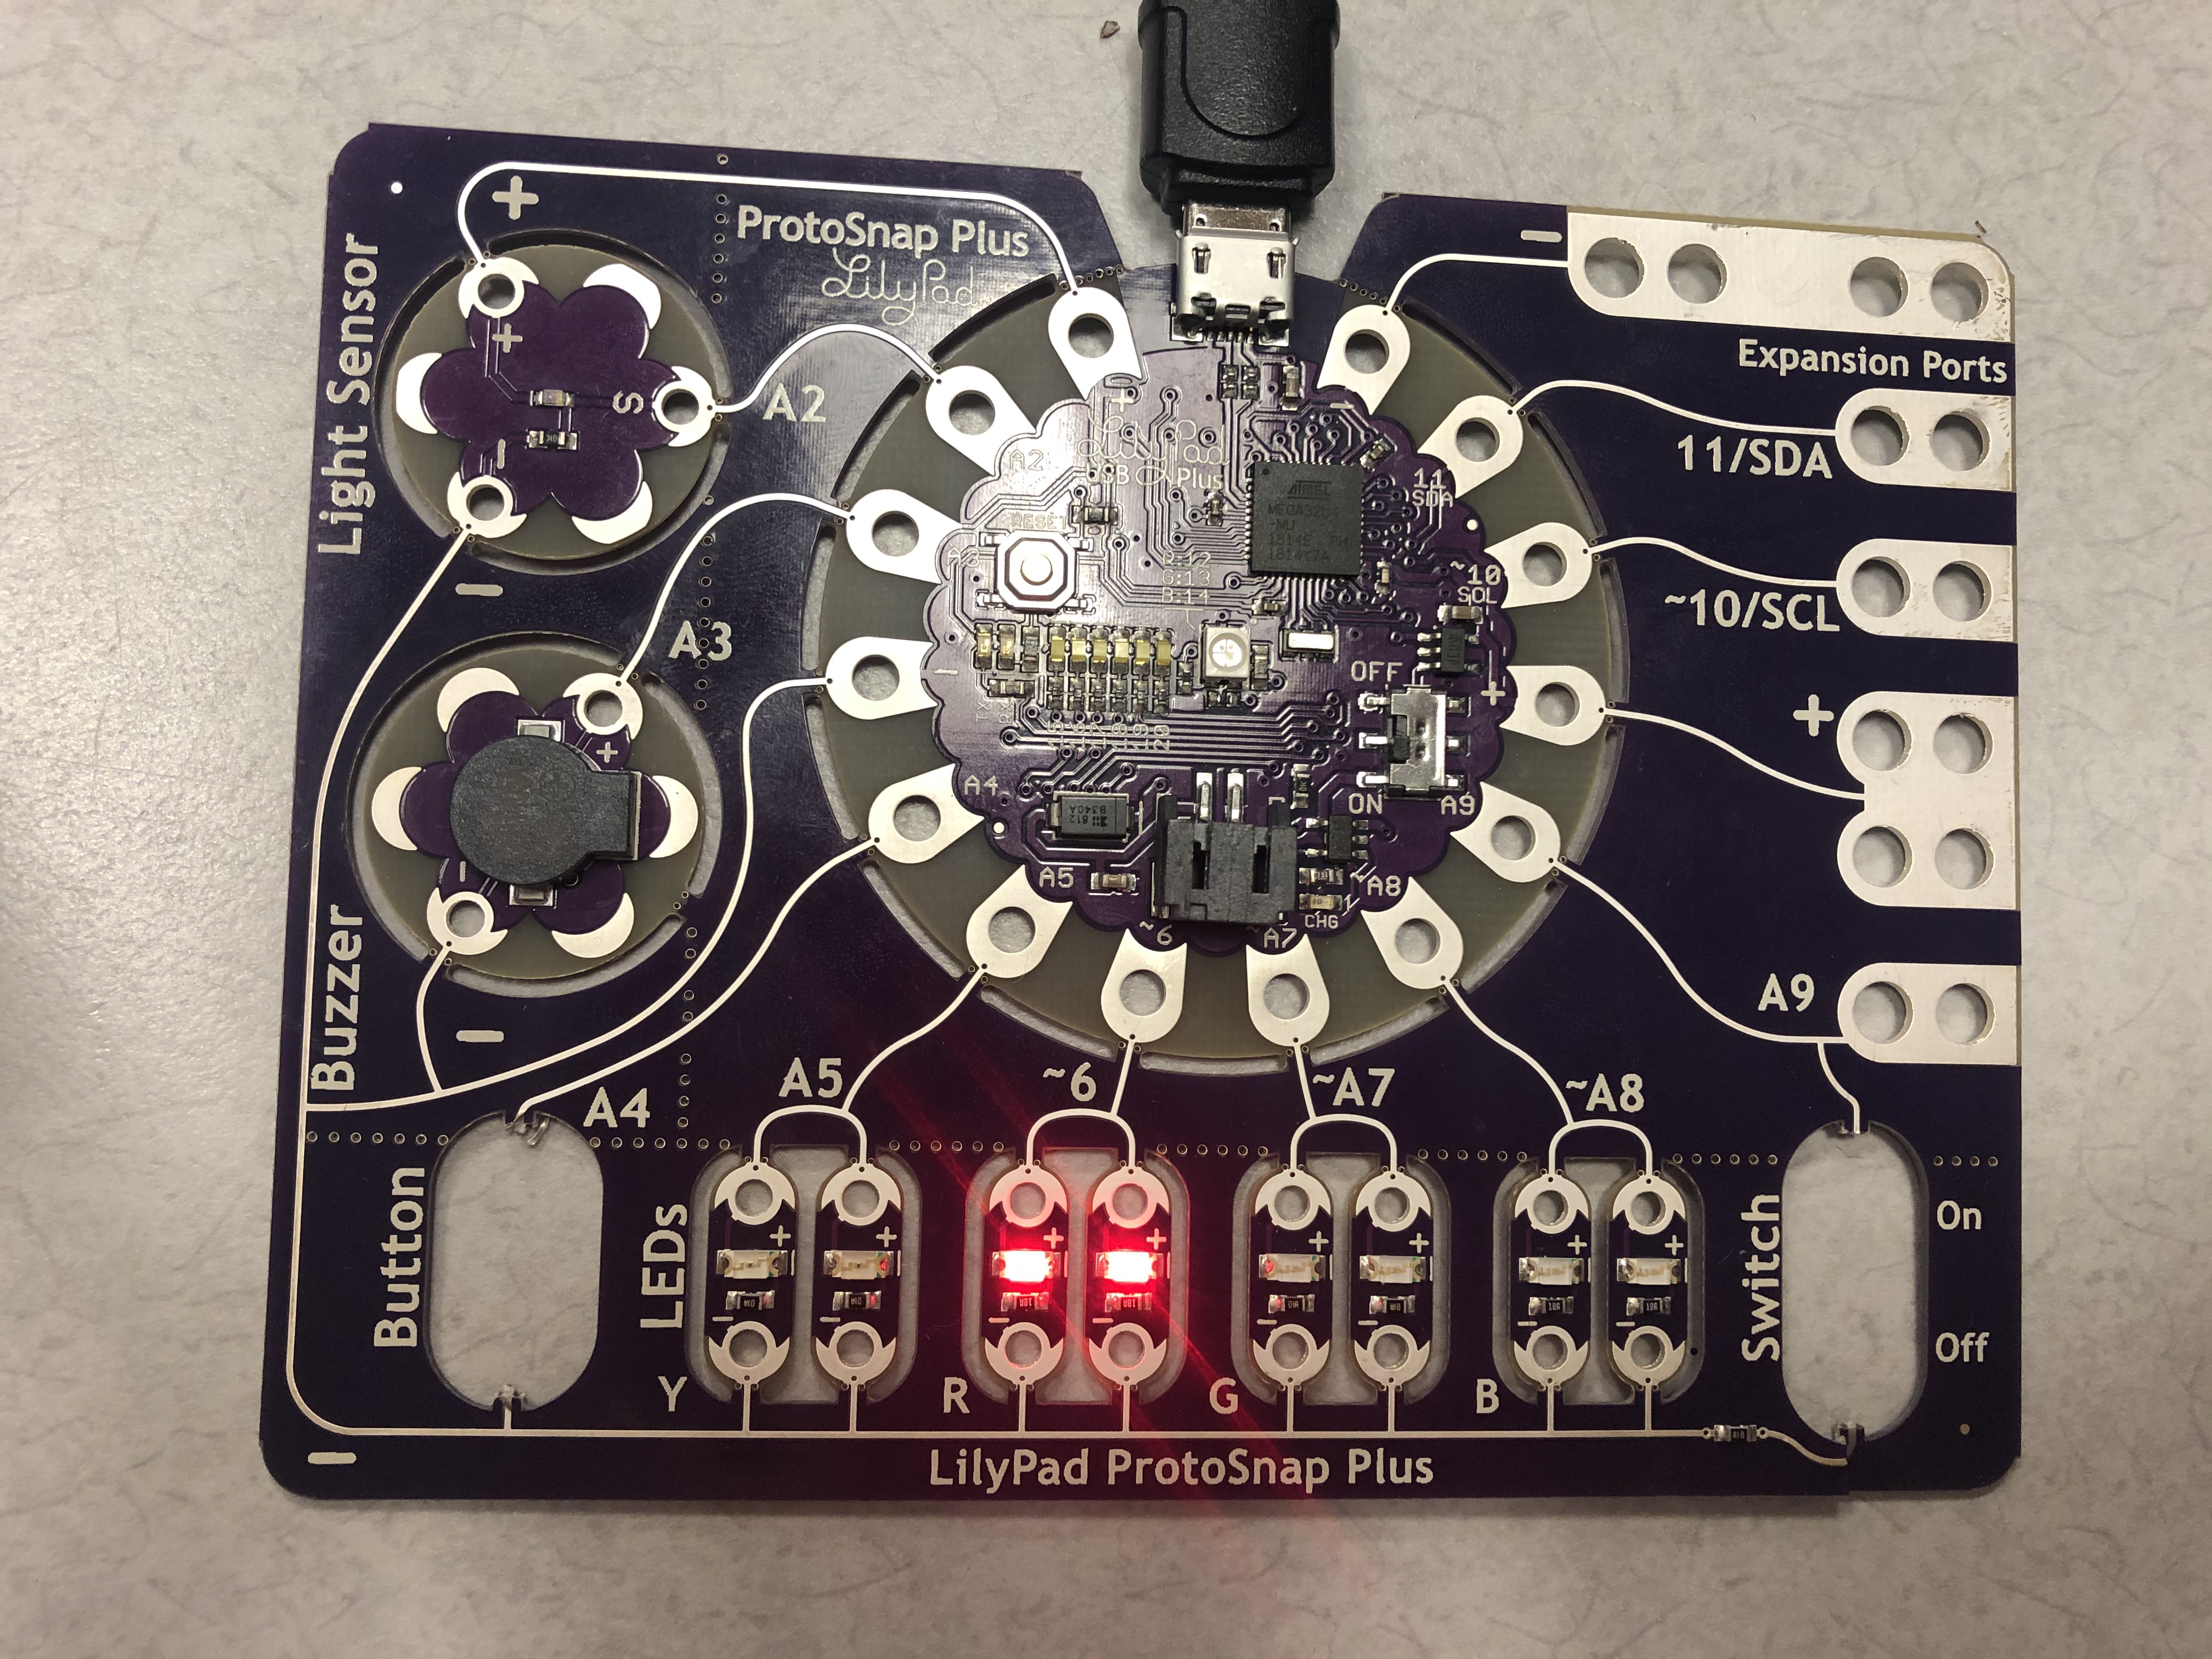 Buzzer
Light Sensor
Button
-
-
-
+
-
+
-
+
S
A4
A3
A2
ProtoSnap Plus
LilyPad
LEDs
Y
A5
R
~6
G
~A7
B
~A8
LilyPad ProtoSnap Plus
A4
A5
~6
A7
CHG
A8
A9
ON
OFF
+
~10
SCL
11
SDA
A2
RESET
812
B340A
Switch
A9
+
~10/SCL
11/SDA
-
Expansion Ports
Off
On